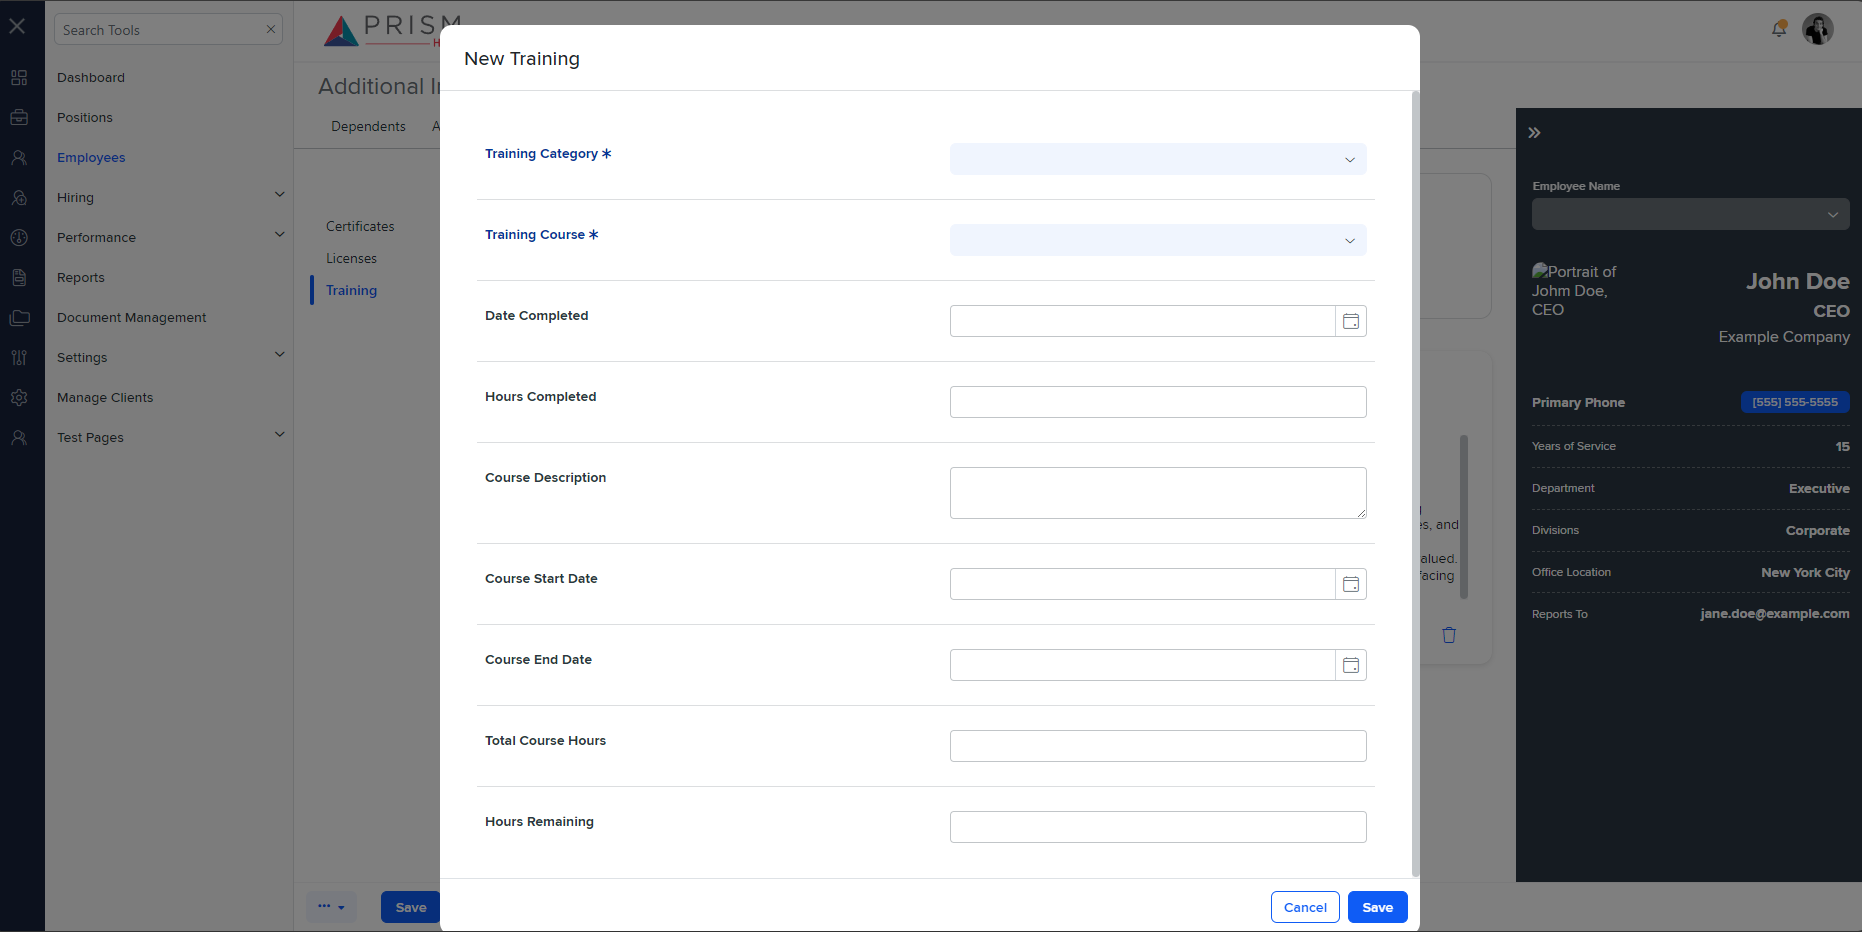 Search Tools
Dashboard
Positions
Employees
Hiring
Performance
Reports
Document Management
Settings
Manage Clients
Test Pages
PRISM
H
Additional I
Dependents A
Certificates
Licenses
Training
... Save
New Training
Training Category *
Training Course *
Date Completed
Hours Completed
Course Description
Course Start Date
Course End Date
Total Course Hours
Hours Remaining
Cancel Save
es, and
alued.
facing
Employee Name
Portrait of
Johm Doe,
CEO
John Doe
CEO
Example Company
Primary Phone [555] 555-5555
Years of Service 15
Department Executive
Divisions Corporate
Office Location New York City
Reports To jane.doe@example.com